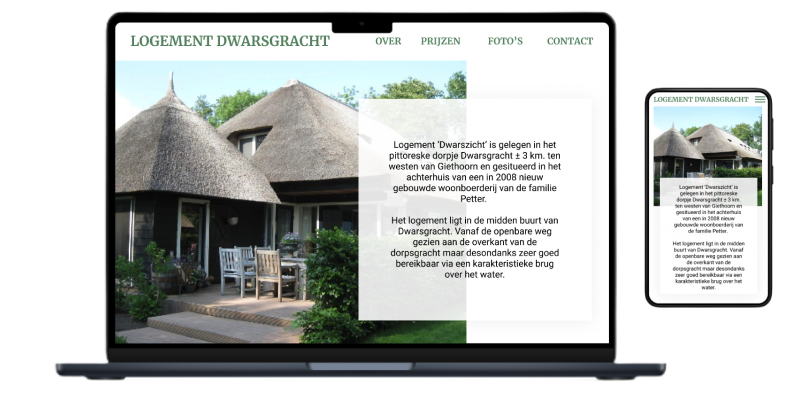 LOGEMENT DWARSGRACHT
OVER PRIJZEN FOTO'S CONTACT
Logement 'Dwarszicht' is gelegen in het
pittoreske dorpje Dwarsgracht ± 3 km. ten
westen van Giethoorn en gesitueerd in het
achterhuis van een in 2008 nieuw
gebouwde woonboerderij van de familie
Petter.
Het logement ligt in de midden buurt van
Dwarsgracht. Vanaf de openbare weg
gezien aan de overkant van de
dorpsgracht maar desondanks zeer goed
bereikbaar via een karakteristieke brug
over het water.
LOGEMENT DWARSGRACHT
Logement 'Dwarszicht' is
gelegen in het pittoreske
dorpje Dwarsgracht ± 3 km.
ten westen van Giethoorn en
gesitueerd in het achterhuis
van een in 2008 nieuw
gebouwde woonboerderij van
de familie Petter.
Het logement ligt in de midden
buurt van Dwarsgracht. Vanaf
de openbare weg gezien aan
de overkant van de
dorpsgracht maar desondanks
zeer goed bereikbaar via een
karakteristieke brug over het
water.